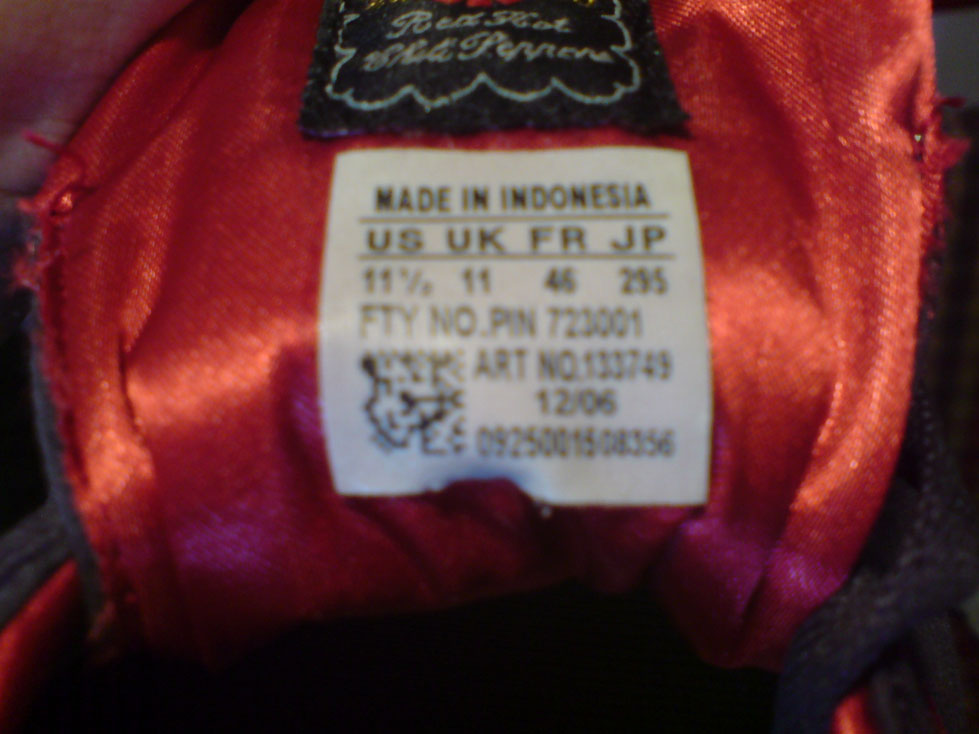 Red Hot
Chili Peppers
MADE IN INDONESIA
US UK FR JP
11½ 11 46 295
FTY NO.PIN 723001
ART NO.133749
12/06
0925001508356